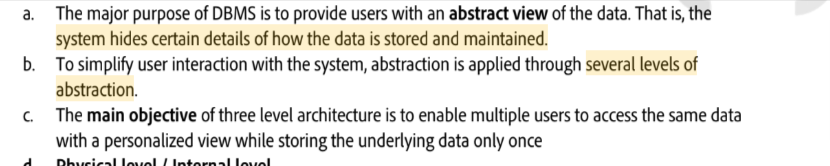 a. The major purpose of DBMS is to provide users with an abstract view of the data. That is, the
system hides certain details of how the data is stored and maintained.
b. To simplify user interaction with the system, abstraction is applied through several levels of
abstraction.
c. The main objective of three level architecture is to enable multiple users to access the same data
with a personalized view while storing the underlying data only once
d. Physical level / Internal level